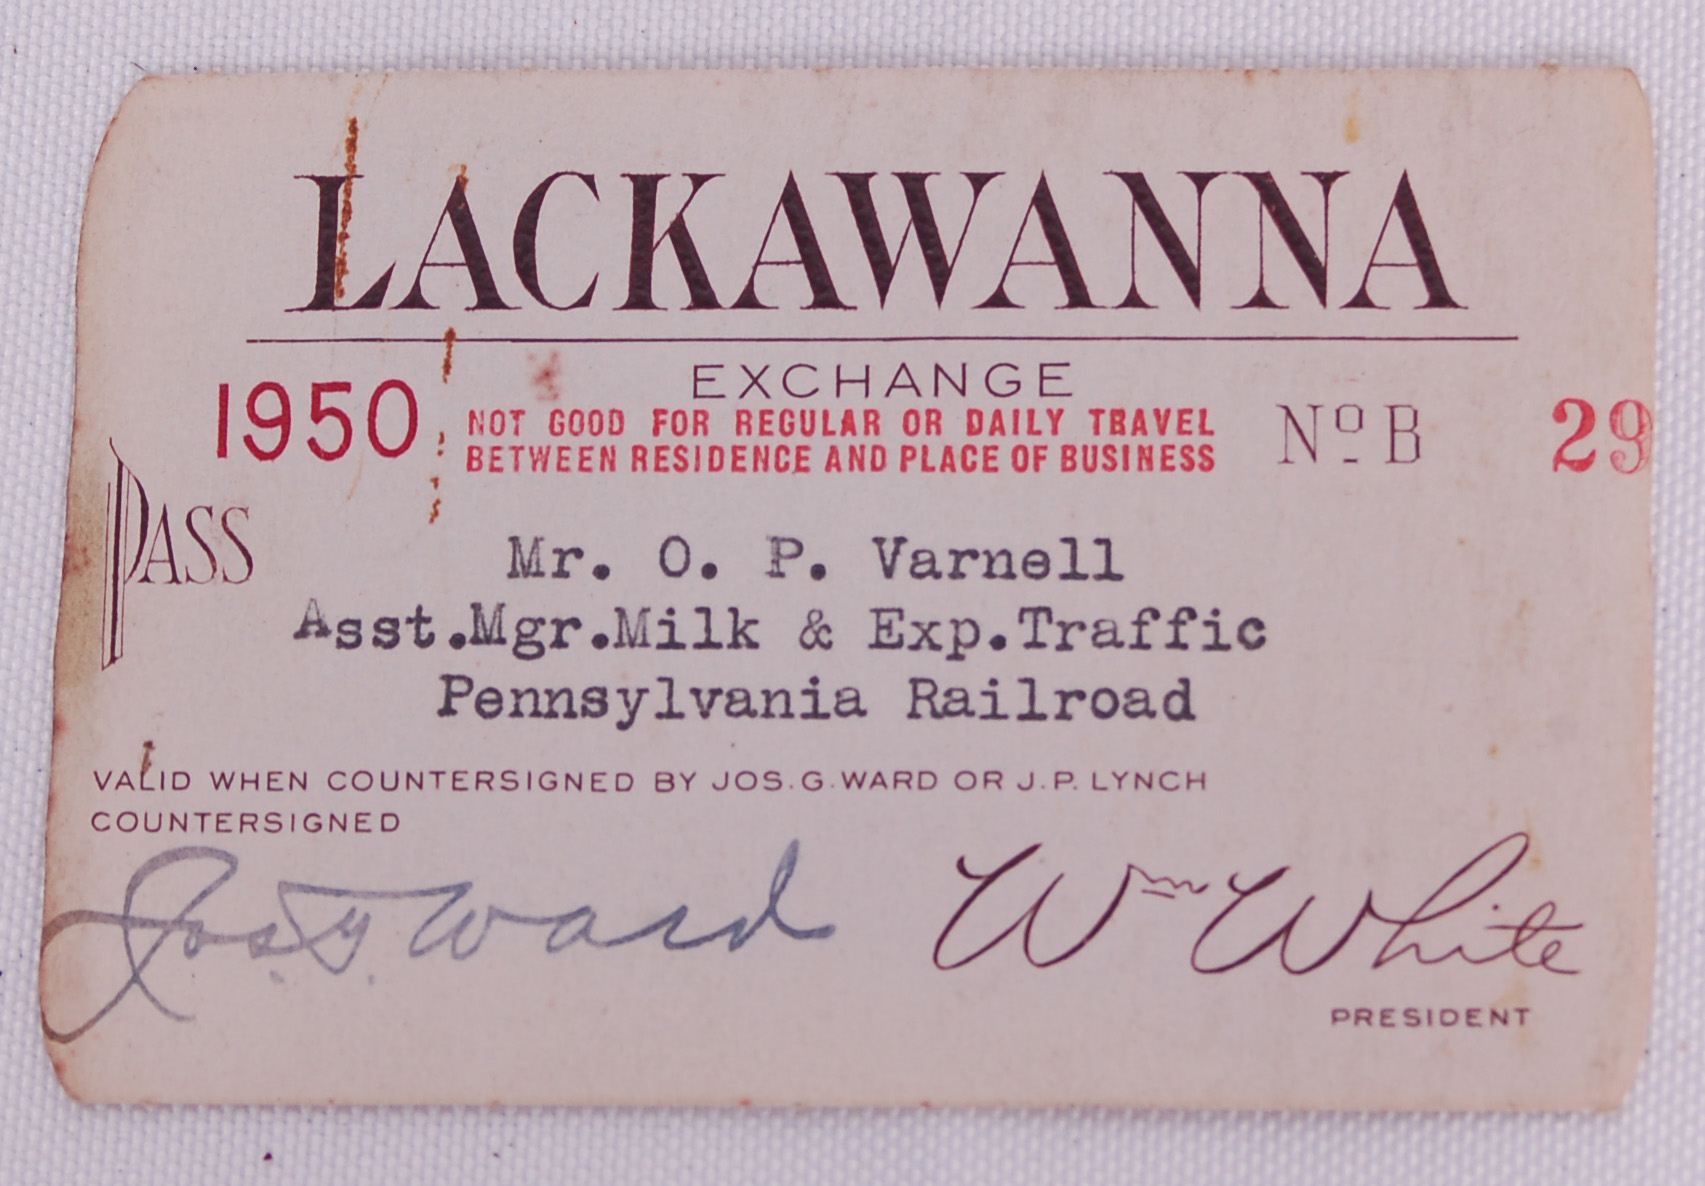 LACKAWANNA
EXCHANGE
1950 NOT GOOD FOR REGULAR OR DAILY TRAVEL
BETWEEN RESIDENCE AND PLACE OF BUSINESS
Nº B 29
PASS
Mr. O. P. Varnell
Asst.Mgr.Milk & Exp.Traffic
Pennsylvania Railroad
VALID WHEN COUNTERSIGNED BY JOS.G.WARD OR J.P. LYNCH
COUNTERSIGNED
Jos. G. Ward
Wm White
PRESIDENT